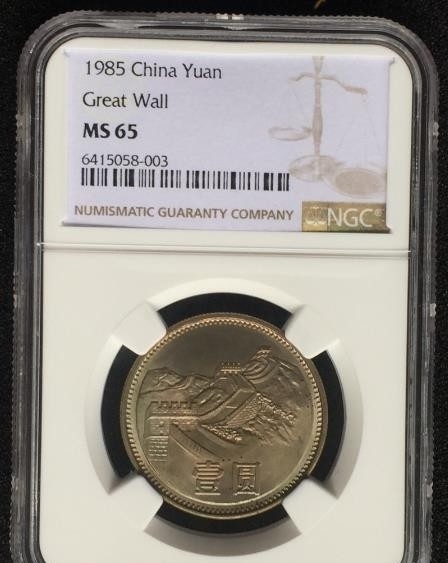 1985 China Yuan
Great Wall
MS 65
6415058-003
NUMISMATIC GUARANTY COMPANY NGC
壹圆